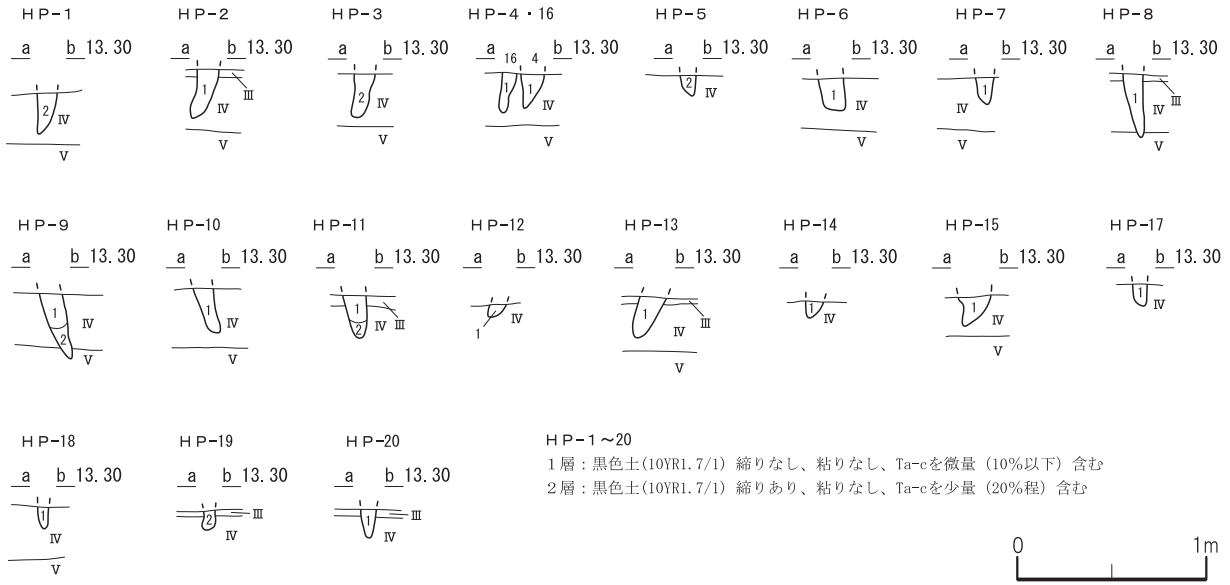 HP-1 HP-2 HP-3 HP-4・16 HP-5 HP-6 HP-7 HP-8
a b 13.30 a b 13.30 a b 13.30 a b 13.30 a b 13.30 a b 13.30 a b 13.30 a b 13.30
2 Ⅳ Ⅴ
1 Ⅲ Ⅳ Ⅴ
2 Ⅳ Ⅴ
16 4 1 1 Ⅳ Ⅴ
2 Ⅳ
1 Ⅳ Ⅴ
1 Ⅳ Ⅴ
1 Ⅲ Ⅳ Ⅴ
HP-9 HP-10 HP-11 HP-12 HP-13 HP-14 HP-15 HP-17
a b 13.30 a b 13.30 a b 13.30 a b 13.30 a b 13.30 a b 13.30 a b 13.30 a b 13.30
1 2 Ⅳ Ⅴ
1 Ⅳ Ⅴ
1 2 Ⅳ Ⅲ
1 Ⅳ
1 Ⅲ Ⅳ Ⅴ
1 Ⅳ
1 Ⅳ Ⅴ
1 Ⅳ
HP-18 HP-19 HP-20
a b 13.30 a b 13.30 a b 13.30
1 Ⅳ Ⅴ
2 Ⅲ Ⅳ
1 Ⅲ Ⅳ
HP-1~20
1層：黒色土(10YR1.7/1) 締りなし、粘りなし、Ta-cを微量（10%以下）含む
2層：黒色土(10YR1.7/1) 締りあり、粘りなし、Ta-cを少量（20%程）含む
0 1m